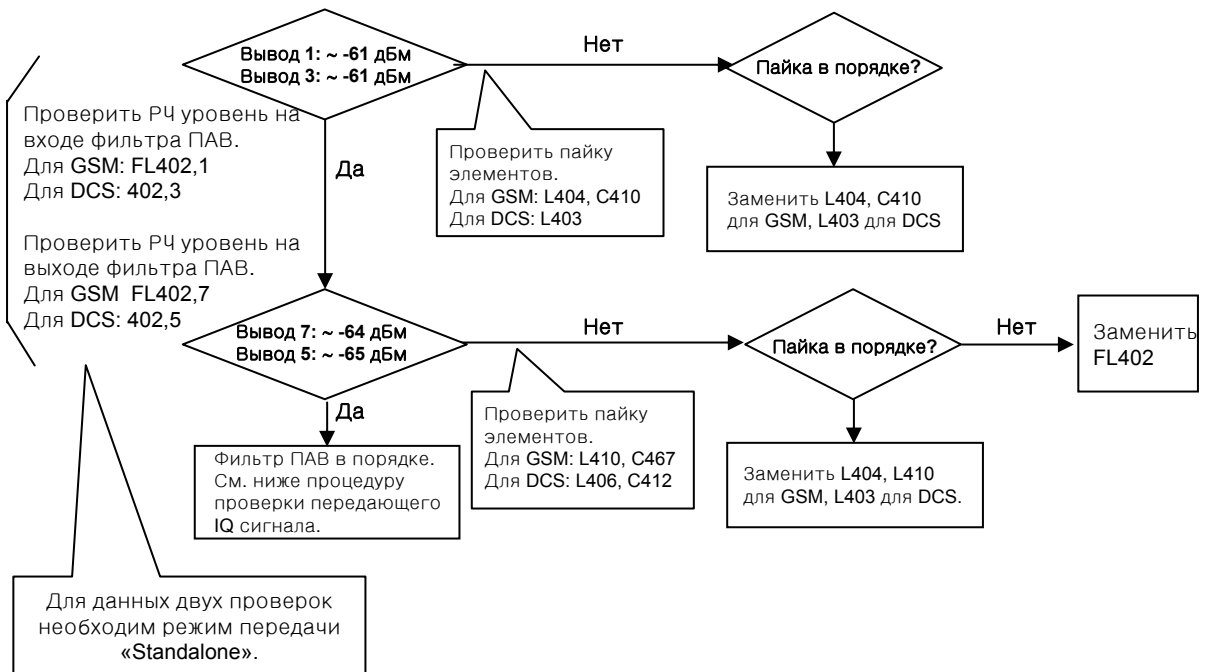 Вывод 1: ~ -61 дБм
Вывод 3: ~ -61 дБм
Нет
Пайка в порядке?
Проверить РЧ уровень на
входе фильтра ПАВ.
Для GSM: FL402,1
Для DCS: 402,3
Да
Проверить пайку
элементов.
Для GSM: L404, C410
Для DCS: L403
Заменить L404, C410
для GSM, L403 для DCS
Проверить РЧ уровень на
выходе фильтра ПАВ.
Для GSM FL402,7
Для DCS: 402,5
Вывод 7: ~ -64 дБм
Вывод 5: ~ -65 дБм
Нет
Пайка в порядке?
Нет
Заменить
FL402
Да
Проверить пайку
элементов.
Для GSM: L410, C467
Для DCS: L406, C412
Фильтр ПАВ в порядке.
См. ниже процедуру
проверки передающего
IQ сигнала.
Заменить L404, L410
для GSM, L403 для DCS.
Для данных двух проверок
необходим режим передачи
«Standalone».